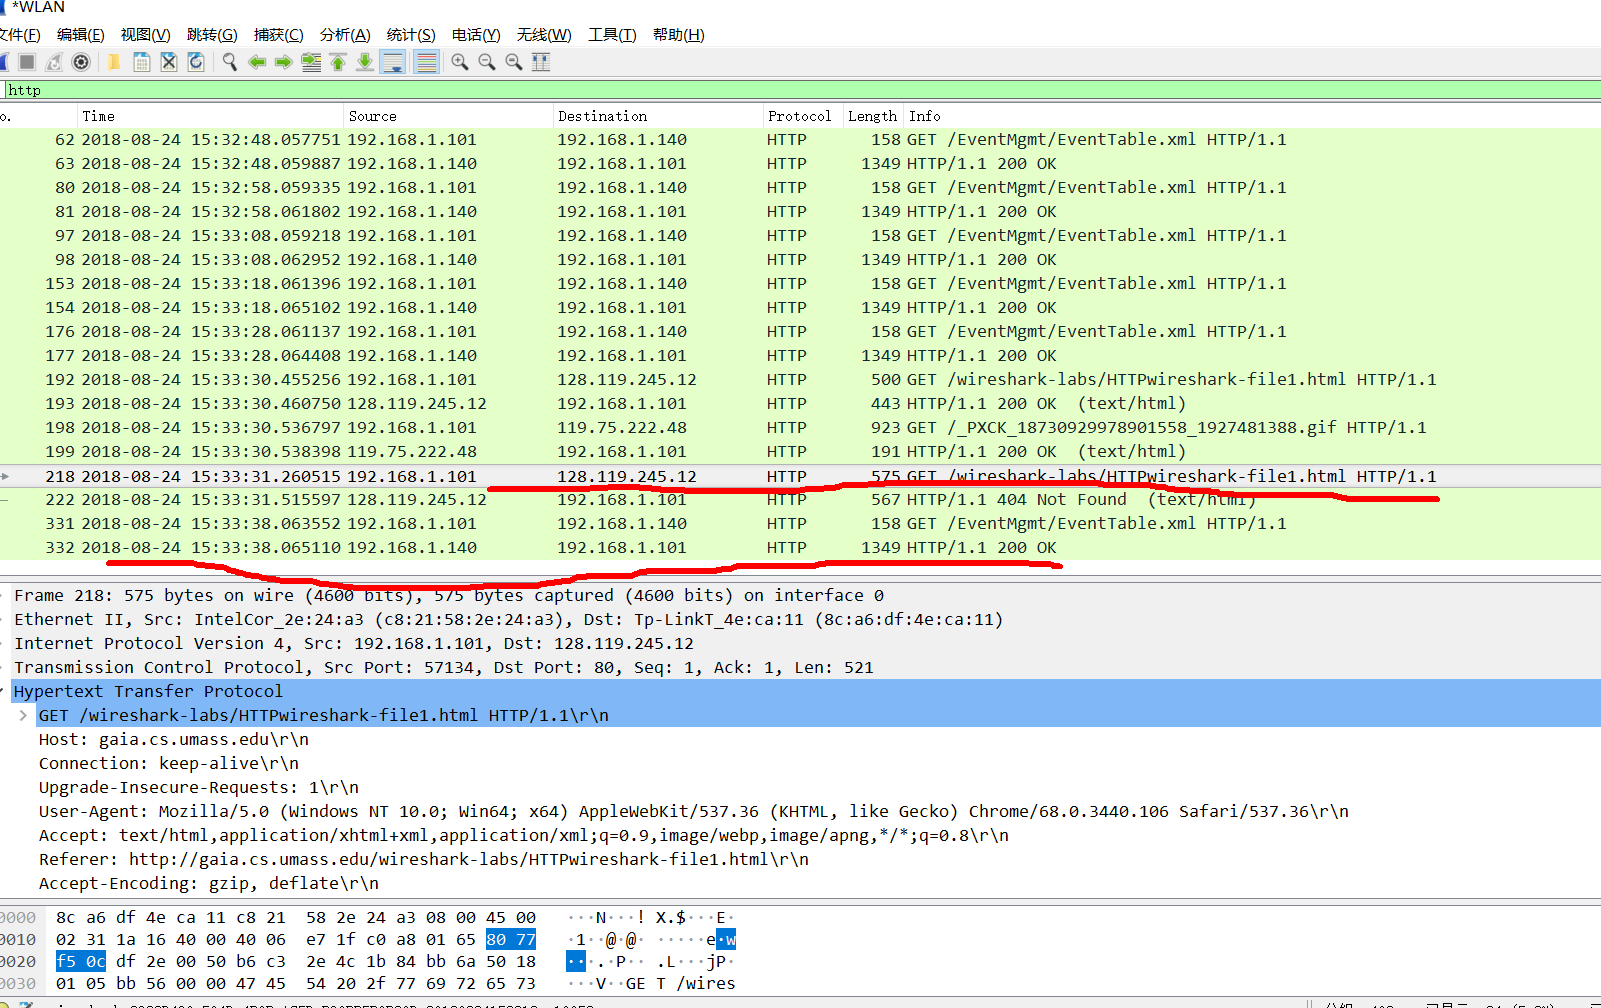 *WLAN
文件(F) 编辑(E) 视图(V) 跳转(G) 捕获(C) 分析(A) 统计(S) 电话(Y) 无线(W) 工具(T) 帮助(H)
http
o. Time Source Destination Protocol Length Info
62 2018-08-24 15:32:48.057751 192.168.1.101 192.168.1.140 HTTP 158 GET /EventMgmt/EventTable.xml HTTP/1.1
63 2018-08-24 15:32:48.059887 192.168.1.140 192.168.1.101 HTTP 1349 HTTP/1.1 200 OK
80 2018-08-24 15:32:58.059335 192.168.1.101 192.168.1.140 HTTP 158 GET /EventMgmt/EventTable.xml HTTP/1.1
81 2018-08-24 15:32:58.061802 192.168.1.140 192.168.1.101 HTTP 1349 HTTP/1.1 200 OK
97 2018-08-24 15:33:08.059218 192.168.1.101 192.168.1.140 HTTP 158 GET /EventMgmt/EventTable.xml HTTP/1.1
98 2018-08-24 15:33:08.062952 192.168.1.140 192.168.1.101 HTTP 1349 HTTP/1.1 200 OK
153 2018-08-24 15:33:18.061396 192.168.1.101 192.168.1.140 HTTP 158 GET /EventMgmt/EventTable.xml HTTP/1.1
154 2018-08-24 15:33:18.065102 192.168.1.140 192.168.1.101 HTTP 1349 HTTP/1.1 200 OK
176 2018-08-24 15:33:28.061137 192.168.1.101 192.168.1.140 HTTP 158 GET /EventMgmt/EventTable.xml HTTP/1.1
177 2018-08-24 15:33:28.064408 192.168.1.140 192.168.1.101 HTTP 1349 HTTP/1.1 200 OK
192 2018-08-24 15:33:30.455256 192.168.1.101 128.119.245.12 HTTP 500 GET /wireshark-labs/HTTPwireshark-file1.html HTTP/1.1
193 2018-08-24 15:33:30.460750 128.119.245.12 192.168.1.101 HTTP 443 HTTP/1.1 200 OK (text/html)
198 2018-08-24 15:33:30.536797 192.168.1.101 119.75.222.48 HTTP 923 GET /_PXCK_18730929978901558_1927481388.gif HTTP/1.1
199 2018-08-24 15:33:30.538398 119.75.222.48 192.168.1.101 HTTP 191 HTTP/1.1 200 OK (text/html)
218 2018-08-24 15:33:31.260515 192.168.1.101 128.119.245.12 HTTP 575 GET /wireshark-labs/HTTPwireshark-file1.html HTTP/1.1
222 2018-08-24 15:33:31.515597 128.119.245.12 192.168.1.101 HTTP 567 HTTP/1.1 404 Not Found (text/html)
331 2018-08-24 15:33:38.063552 192.168.1.101 192.168.1.140 HTTP 158 GET /EventMgmt/EventTable.xml HTTP/1.1
332 2018-08-24 15:33:38.065110 192.168.1.140 192.168.1.101 HTTP 1349 HTTP/1.1 200 OK
Frame 218: 575 bytes on wire (4600 bits), 575 bytes captured (4600 bits) on interface 0
Ethernet II, Src: IntelCor_2e:24:a3 (c8:21:58:2e:24:a3), Dst: Tp-LinkT_4e:ca:11 (8c:a6:df:4e:ca:11)
Internet Protocol Version 4, Src: 192.168.1.101, Dst: 128.119.245.12
Transmission Control Protocol, Src Port: 57134, Dst Port: 80, Seq: 1, Ack: 1, Len: 521
Hypertext Transfer Protocol
GET /wireshark-labs/HTTPwireshark-file1.html HTTP/1.1\r\n
Host: gaia.cs.umass.edu\r\n
Connection: keep-alive\r\n
Upgrade-Insecure-Requests: 1\r\n
User-Agent: Mozilla/5.0 (Windows NT 10.0; Win64; x64) AppleWebKit/537.36 (KHTML, like Gecko) Chrome/68.0.3440.106 Safari/537.36\r\n
Accept: text/html,application/xhtml+xml,application/xml;q=0.9,image/webp,image/apng,*/*;q=0.8\r\n
Referer: http://gaia.cs.umass.edu/wireshark-labs/HTTPwireshark-file1.html\r\n
Accept-Encoding: gzip, deflate\r\n
0000 8c a6 df 4e ca 11 c8 21 58 2e 24 a3 08 00 45 00 ···N···! X.$···E·
0010 02 31 1a 16 40 00 40 06 e7 1f c0 a8 01 65 80 77 ·1··@·@· ·····e·w
0020 f5 0c df 2e 00 50 b6 c3 2e 4c 1b 84 bb 6a 50 18 ···.·P·· .L···jP·
0030 01 05 bb 56 00 00 47 45 54 20 2f 77 69 72 65 73 ···V··GE T /wires